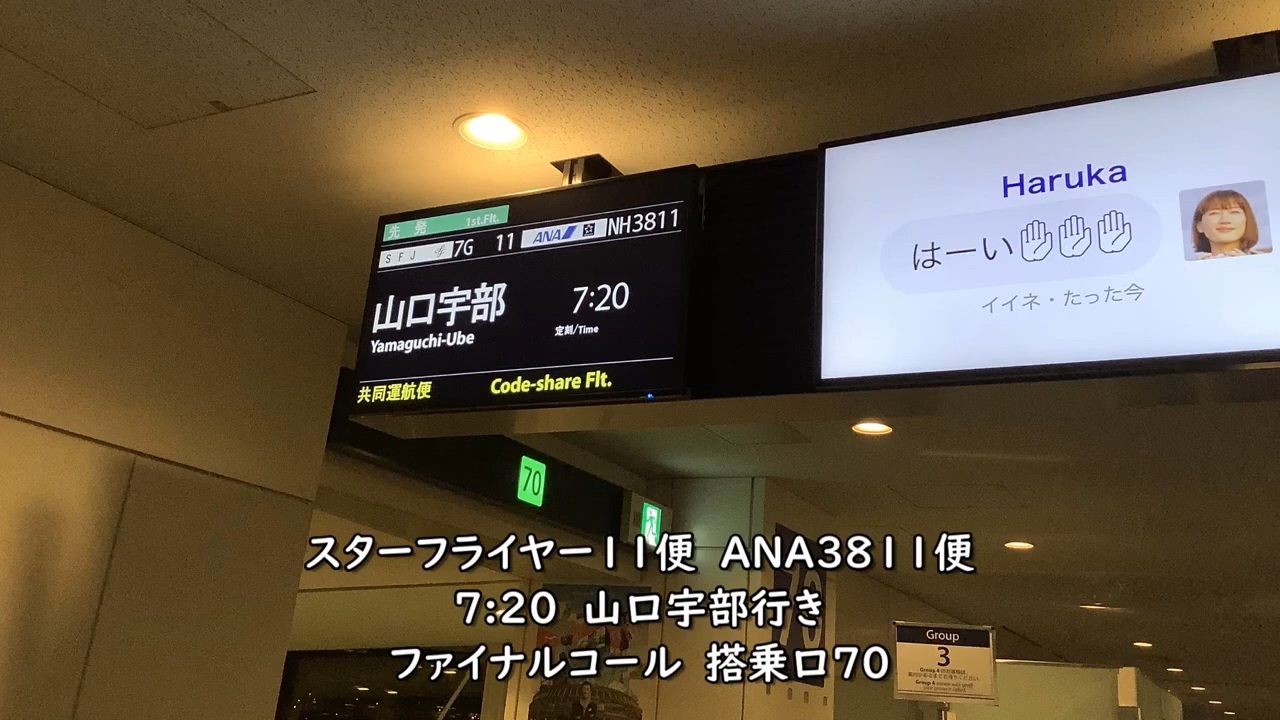 先発 1st.Flt.
SFJ 7G 11 ANA NH3811
山口宇部 7:20
Yamaguchi-Ube 定刻/Time
共同運航便 Code-share Flt.
Haruka
はーい✋✋✋
イイネ・たった今
70
スターフライヤー11便 ANA3811便
7:20 山口宇部行き
ファイナルコール 搭乗口70
Group
3